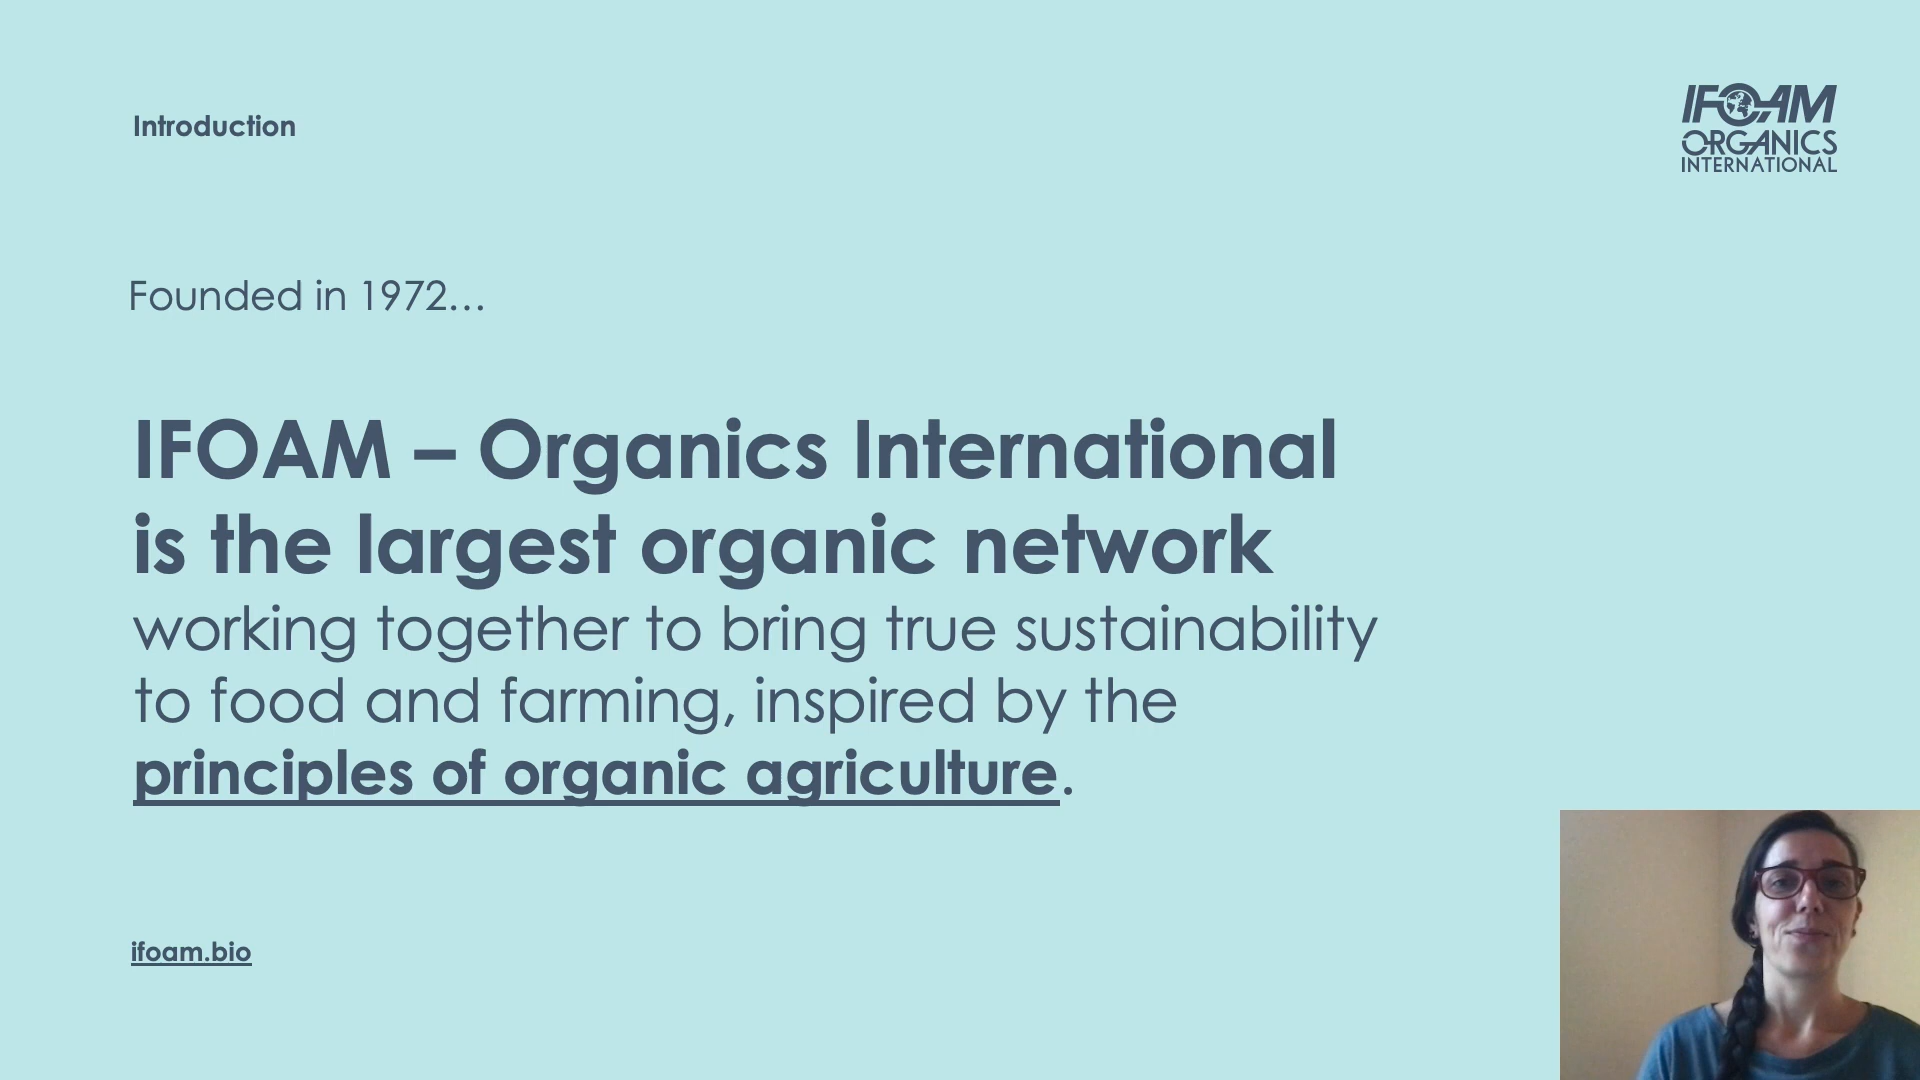 Introduction
IFOAM
ORGANICS
INTERNATIONAL
Founded in 1972...
IFOAM – Organics International
is the largest organic network
working together to bring true sustainability
to food and farming, inspired by the
principles of organic agriculture.
ifoam.bio